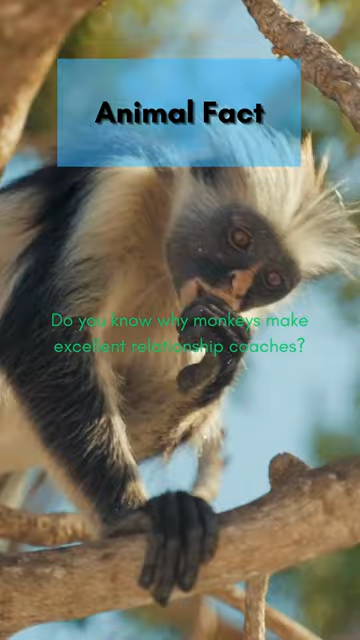 Animal Fact
Do you know why monkeys make
excellent relationship coaches?